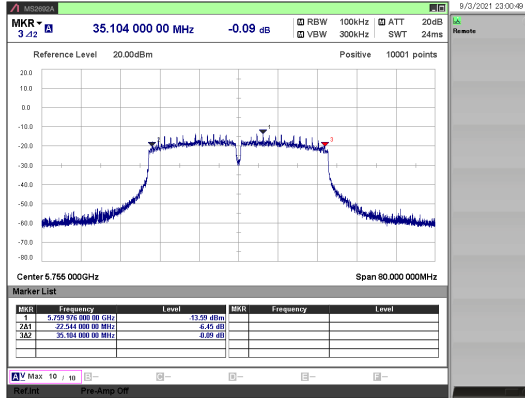 MS2692A
9/3/2021 23:00:49
MKR
3 ⊿2 A
35.104 000 00 MHz
-0.09 dB
A RBW 100kHz A ATT 20dB
A VBW 300kHz SWT 24ms
Remote
Reference Level 20.00dBm
Positive 10001 points
20.0
10.0
0.0
-10.0
1
2
3
-20.0
-30.0
-40.0
-50.0
-60.0
-70.0
-80.0
Center 5.755 000GHz
Span 80.000 000MHz
Marker List
MKR Frequency Level MKR Frequency Level
1 5.759 976 000 00 GHz -13.59 dBm
2Δ1 -22.544 000 00 MHz -6.45 dB
3Δ2 35.104 000 00 MHz -0.09 dB
A V Max 10 / 10 B— C— D— E— F—
Ref.Int Pre-Amp Off